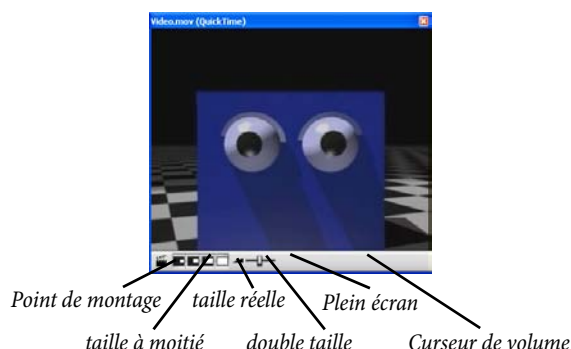 Video.mov (QuickTime)
Point de montage taille réelle Plein écran
taille à moitié double taille Curseur de volume